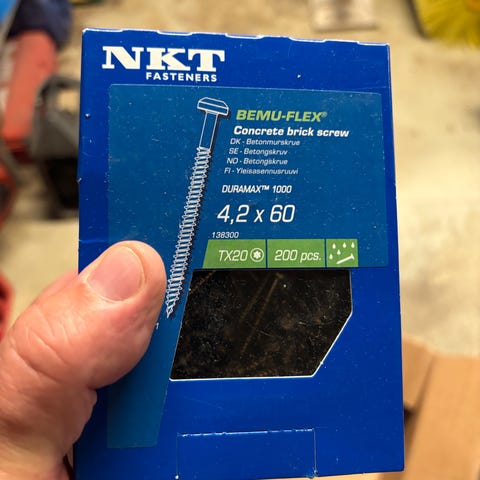 NKT
FASTENERS
BEMU-FLEX®
Concrete brick screw
DK - Betonmurskrue
SE - Betongskruv
NO - Betongskrue
FI - Yleisasennusruuvi
DURAMAX™ 1000
4,2 x 60
138300
TX20
200 pcs.